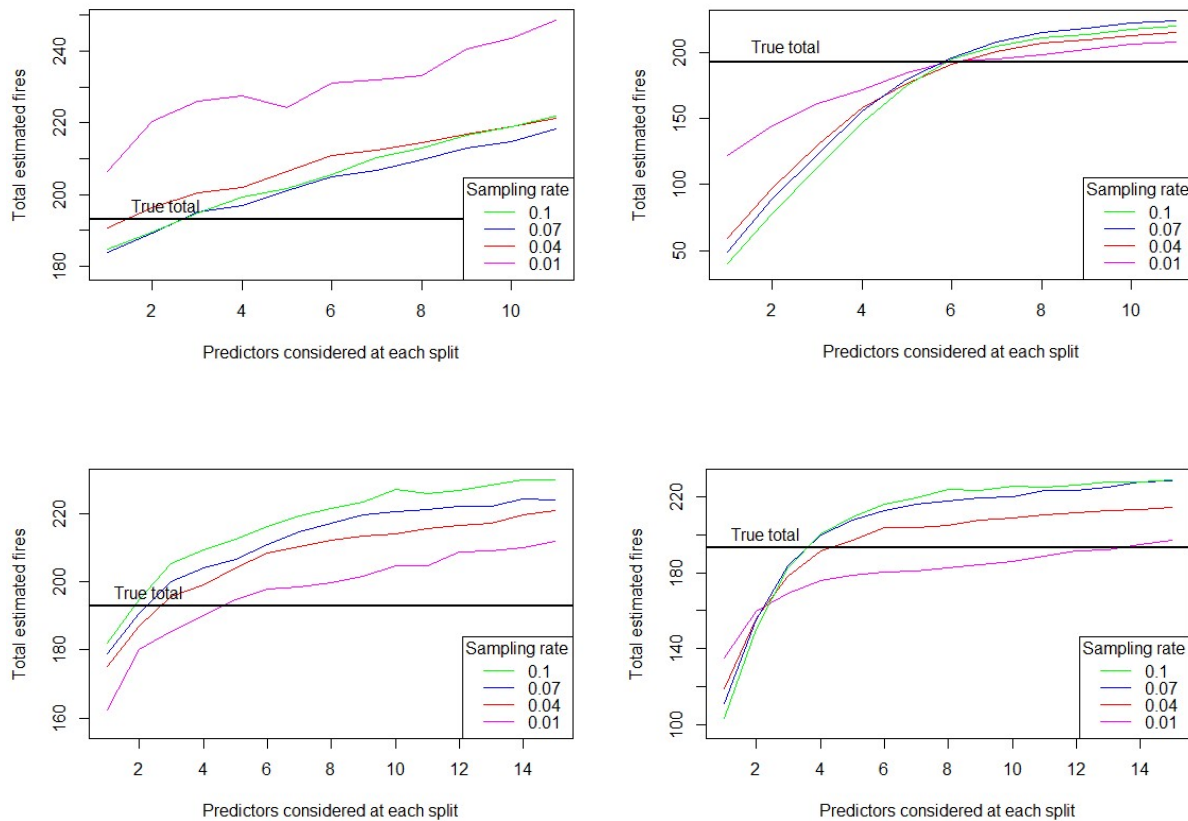 Total estimated fires
240
220
200
180
True total
Sampling rate
0.1
0.07
0.04
0.01
2 4 6 8 10
Predictors considered at each split
Total estimated fires
200
150
100
50
True total
Sampling rate
0.1
0.07
0.04
0.01
2 4 6 8 10
Predictors considered at each split
Total estimated fires
220
200
180
160
True total
Sampling rate
0.1
0.07
0.04
0.01
2 4 6 8 10 12 14
Predictors considered at each split
Total estimated fires
220
180
140
100
True total
Sampling rate
0.1
0.07
0.04
0.01
2 4 6 8 10 12 14
Predictors considered at each split